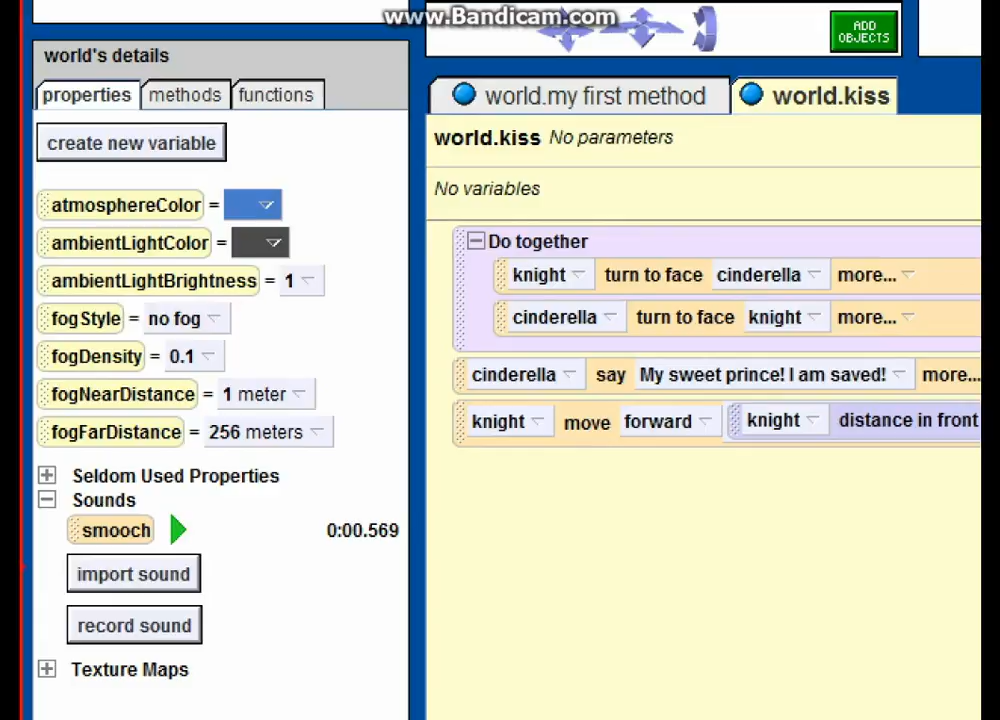 www.Bandicam.com
ADD
OBJECTS
world's details
properties methods functions
create new variable
atmosphereColor =
ambientLightColor =
ambientLightBrightness = 1
fogStyle = no fog
fogDensity = 0.1
fogNearDistance = 1 meter
fogFarDistance = 256 meters
Seldom Used Properties
Sounds
smooch 0:00.569
import sound
record sound
Texture Maps
world.my first method world.kiss
world.kiss No parameters
No variables
Do together
knight turn to face cinderella more...
cinderella turn to face knight more...
cinderella say My sweet prince! I am saved! more...
knight move forward knight distance in front